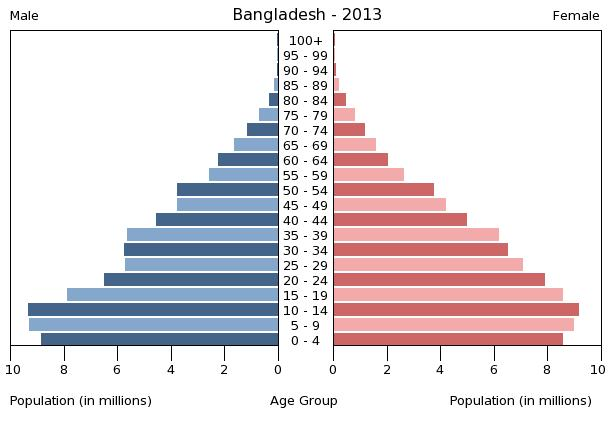 Male Bangladesh - 2013 Female
100+
95 - 99
90 - 94
85 - 89
80 - 84
75 - 79
70 - 74
65 - 69
60 - 64
55 - 59
50 - 54
45 - 49
40 - 44
35 - 39
30 - 34
25 - 29
20 - 24
15 - 19
10 - 14
5 - 9
0 - 4
10 8 6 4 2 0 0 2 4 6 8 10
Population (in millions) Age Group Population (in millions)